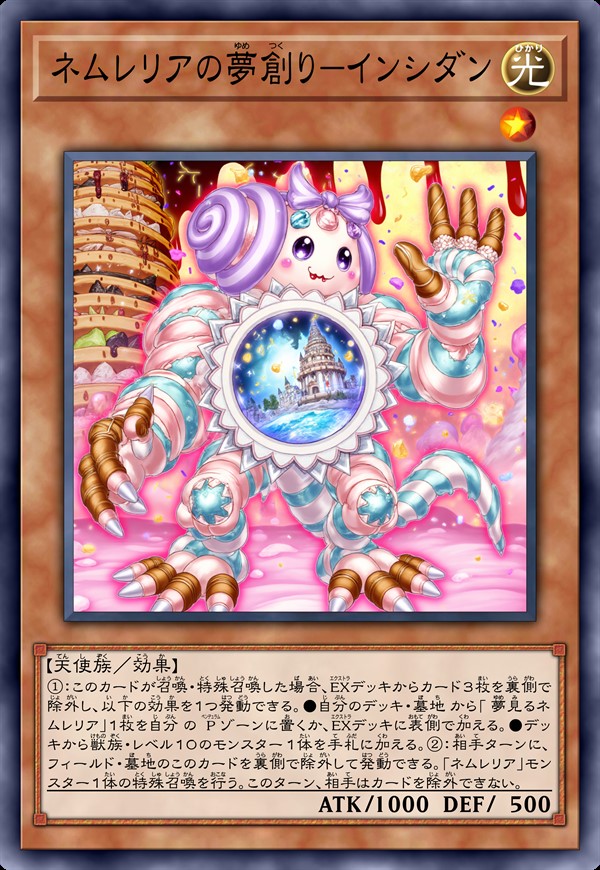 ネムレリアの夢創り－インシダン
光
【天使族／効果】
①：このカードが召喚・特殊召喚した場合、EXデッキからカード３枚を裏側で
除外し、以下の効果を１つ発動できる。●自分のデッキ・墓地から「夢見るネ
ムレリア」１枚を自分の Ｐゾーンに置くか、EXデッキに表側で加える。●デッ
キから獣族・レベル１０のモンスター１体を手札に加える。②：相手ターンに、
フィールド・墓地のこのカードを裏側で除外して発動できる。「ネムレリア」モン
スター１体の特殊召喚を行う。このターン、相手はカードを除外できない。
ATK/1000 DEF/ 500